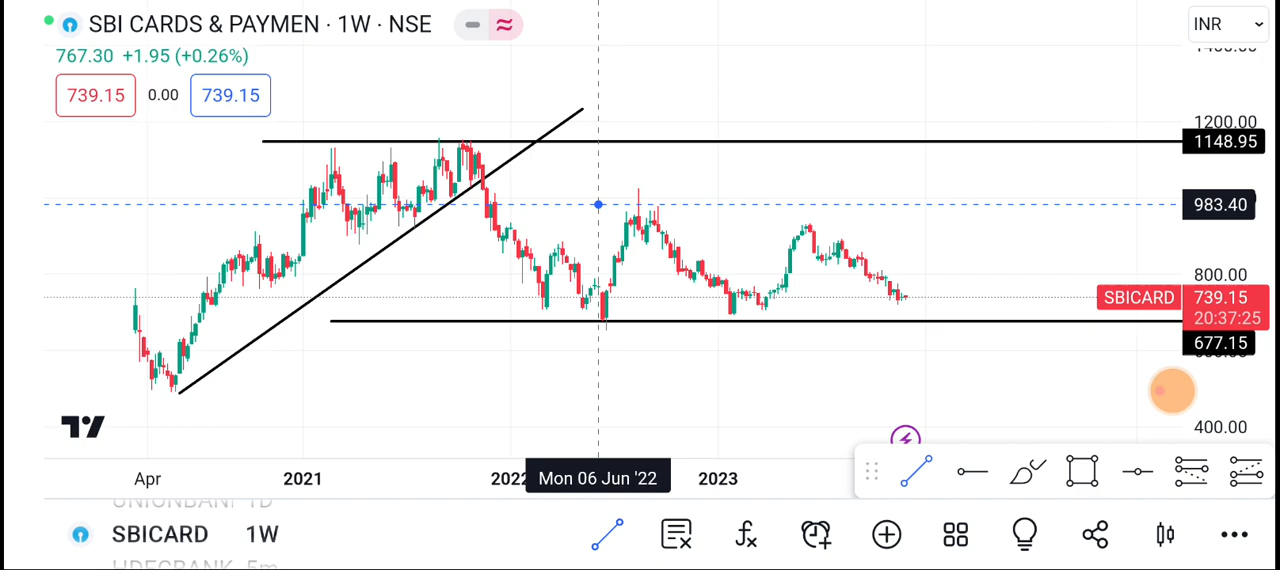 SBI CARDS & PAYMEN · 1W · NSE
INR
767.30 +1.95 (+0.26%)
739.15 0.00 739.15
1200.00
1148.95
983.40
800.00
SBICARD 739.15
20:37:25
677.15
400.00
Apr 2021 2022 Mon 06 Jun '22 2023
SBICARD 1W